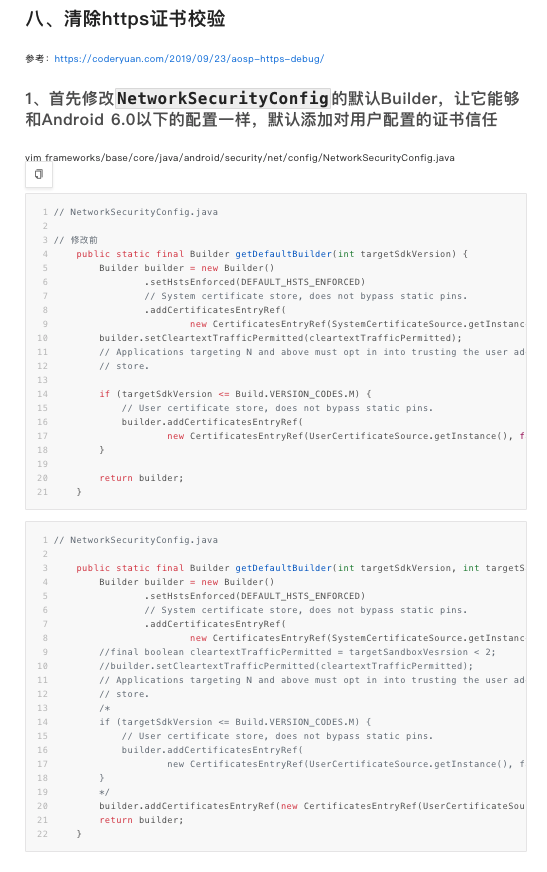 八、清除https证书校验
参考：https://coderyuan.com/2019/09/23/aosp-https-debug/
1、首先修改NetworkSecurityConfig的默认Builder，让它能够
和Android 6.0以下的配置一样，默认添加对用户配置的证书信任
vim frameworks/base/core/java/android/security/net/config/NetworkSecurityConfig.java
1 // NetworkSecurityConfig.java
2
3 // 修改前
4 public static final Builder getDefaultBuilder(int targetSdkVersion) {
5 Builder builder = new Builder()
6 .setHstsEnforced(DEFAULT_HSTS_ENFORCED)
7 // System certificate store, does not bypass static pins.
8 .addCertificatesEntryRef(
9 new CertificatesEntryRef(SystemCertificateSource.getInstanc
10 builder.setCleartextTrafficPermitted(cleartextTrafficPermitted);
11 // Applications targeting N and above must opt in into trusting the user ad
12 // store.
13
14 if (targetSdkVersion <= Build.VERSION_CODES.M) {
15 // User certificate store, does not bypass static pins.
16 builder.addCertificatesEntryRef(
17 new CertificatesEntryRef(UserCertificateSource.getInstance(), f
18 }
19
20 return builder;
21 }
1 // NetworkSecurityConfig.java
2
3 public static final Builder getDefaultBuilder(int targetSdkVersion, int targetS
4 Builder builder = new Builder()
5 .setHstsEnforced(DEFAULT_HSTS_ENFORCED)
6 // System certificate store, does not bypass static pins.
7 .addCertificatesEntryRef(
8 new CertificatesEntryRef(SystemCertificateSource.getInstanc
9 //final boolean cleartextTrafficPermitted = targetSandboxVesrsion < 2;
10 //builder.setCleartextTrafficPermitted(cleartextTrafficPermitted);
11 // Applications targeting N and above must opt in into trusting the user ad
12 // store.
13 /*
14 if (targetSdkVersion <= Build.VERSION_CODES.M) {
15 // User certificate store, does not bypass static pins.
16 builder.addCertificatesEntryRef(
17 new CertificatesEntryRef(UserCertificateSource.getInstance(), f
18 }
19 */
20 builder.addCertificatesEntryRef(new CertificatesEntryRef(UserCertificateSou
21 return builder;
22 }